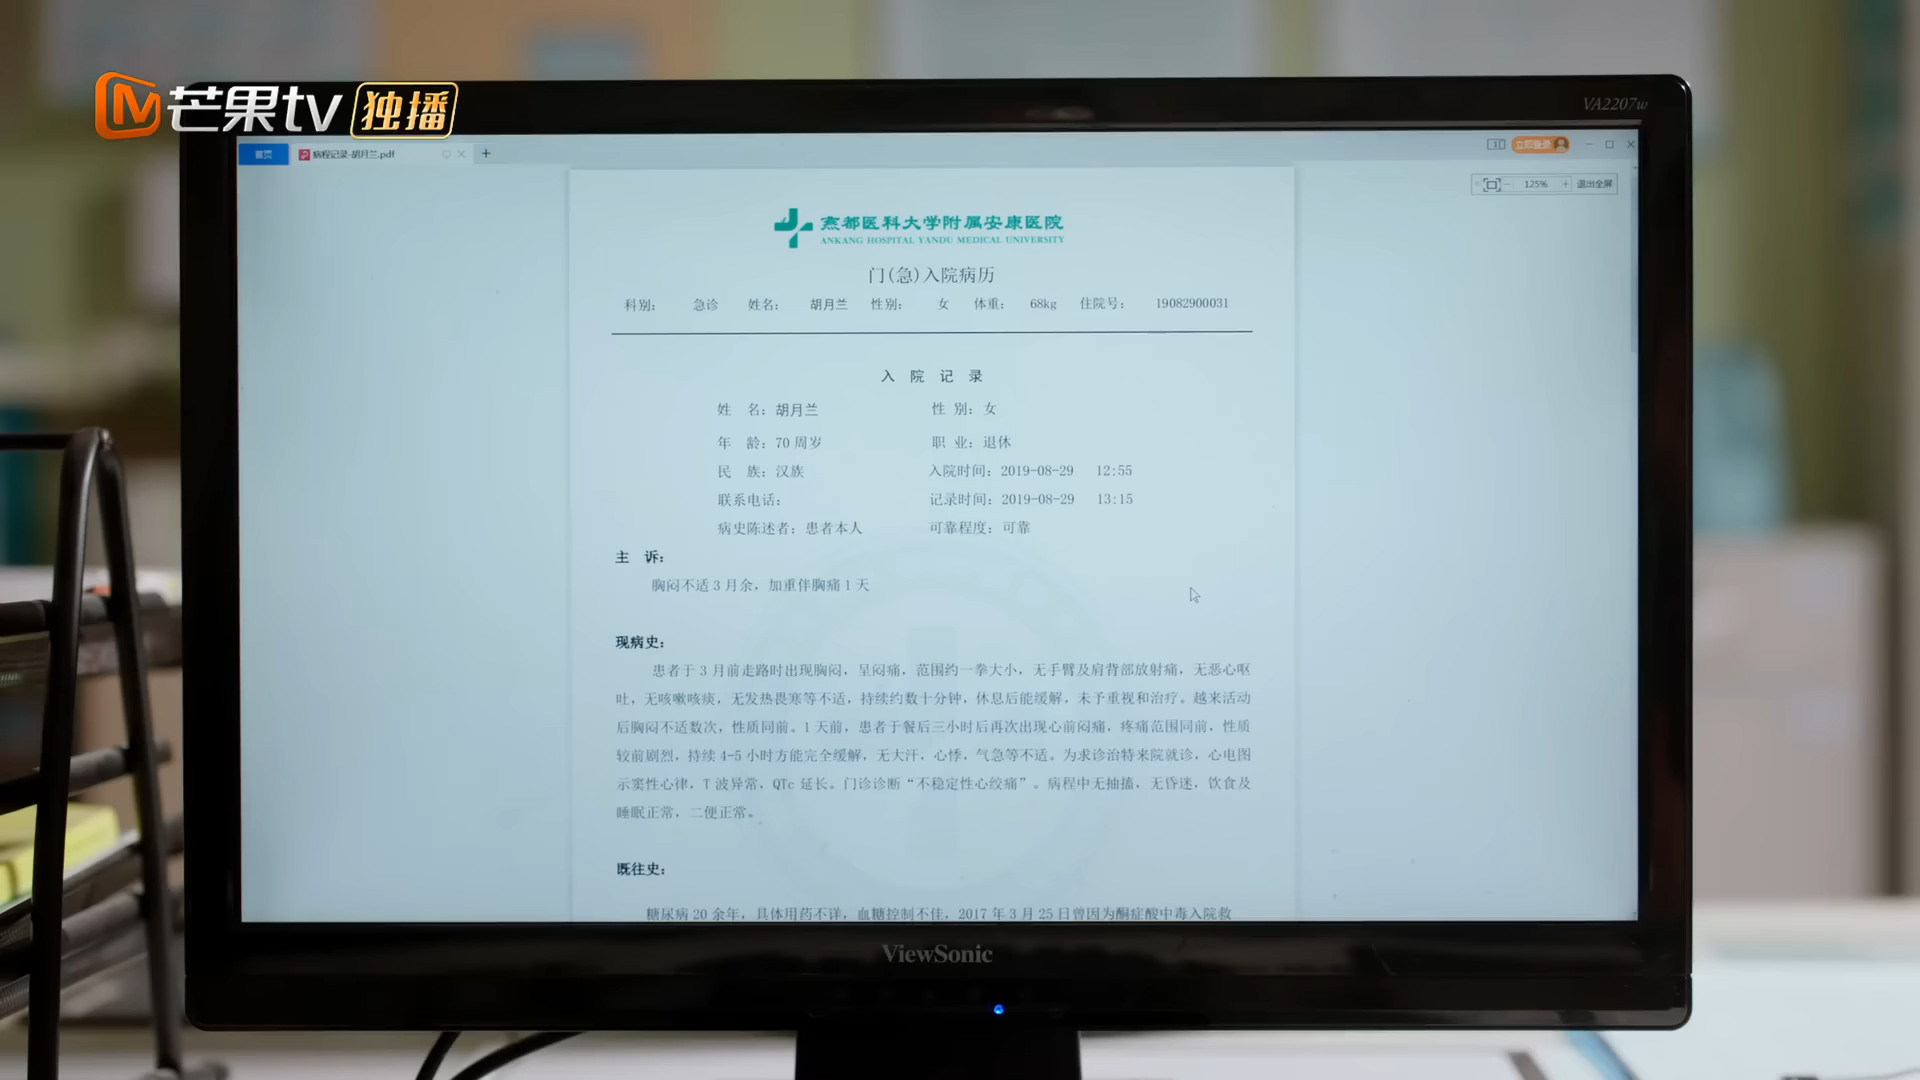 芒果tv 独播
VA2207w
首页 病程记录-胡月兰.pdf
立即登录
125% 退出全屏
燕都医科大学附属安康医院
ANKANG HOSPITAL YANDU MEDICAL UNIVERSITY
门(急)入院病历
科别: 急诊 姓名: 胡月兰 性别: 女 体重: 68kg 住院号: 19082900031
入 院 记 录
姓 名: 胡月兰 性 别: 女
年 龄: 70 周岁 职 业: 退休
民 族: 汉族 入院时间: 2019-08-29 12:55
联系电话: 记录时间: 2019-08-29 13:15
病史陈述者: 患者本人 可靠程度: 可靠
主 诉:
胸闷不适 3 月余, 加重伴胸痛 1 天
现病史:
患者于 3 月前走路时出现胸闷, 呈闷痛, 范围约一拳大小, 无手臂及肩背部放射痛, 无恶心呕
吐, 无咳嗽咳痰, 无发热畏寒等不适, 持续约数十分钟, 休息后能缓解, 未予重视和治疗。越来活动
后胸闷不适数次, 性质同前。1 天前, 患者于餐后三小时后再次出现心前闷痛, 疼痛范围同前, 性质
较前剧烈, 持续 4-5 小时方能完全缓解, 无大汗, 心悸, 气急等不适。为求诊治特来院就诊, 心电图
示窦性心律, T 波异常, QTc 延长。门诊诊断“不稳定性心绞痛”。病程中无抽搐, 无昏迷, 饮食及
睡眠正常, 二便正常。
既往史:
糖尿病 20 余年, 具体用药不详, 血糖控制不佳, 2017 年 3 月 25 日曾因为酮症酸中毒入院救
ViewSonic